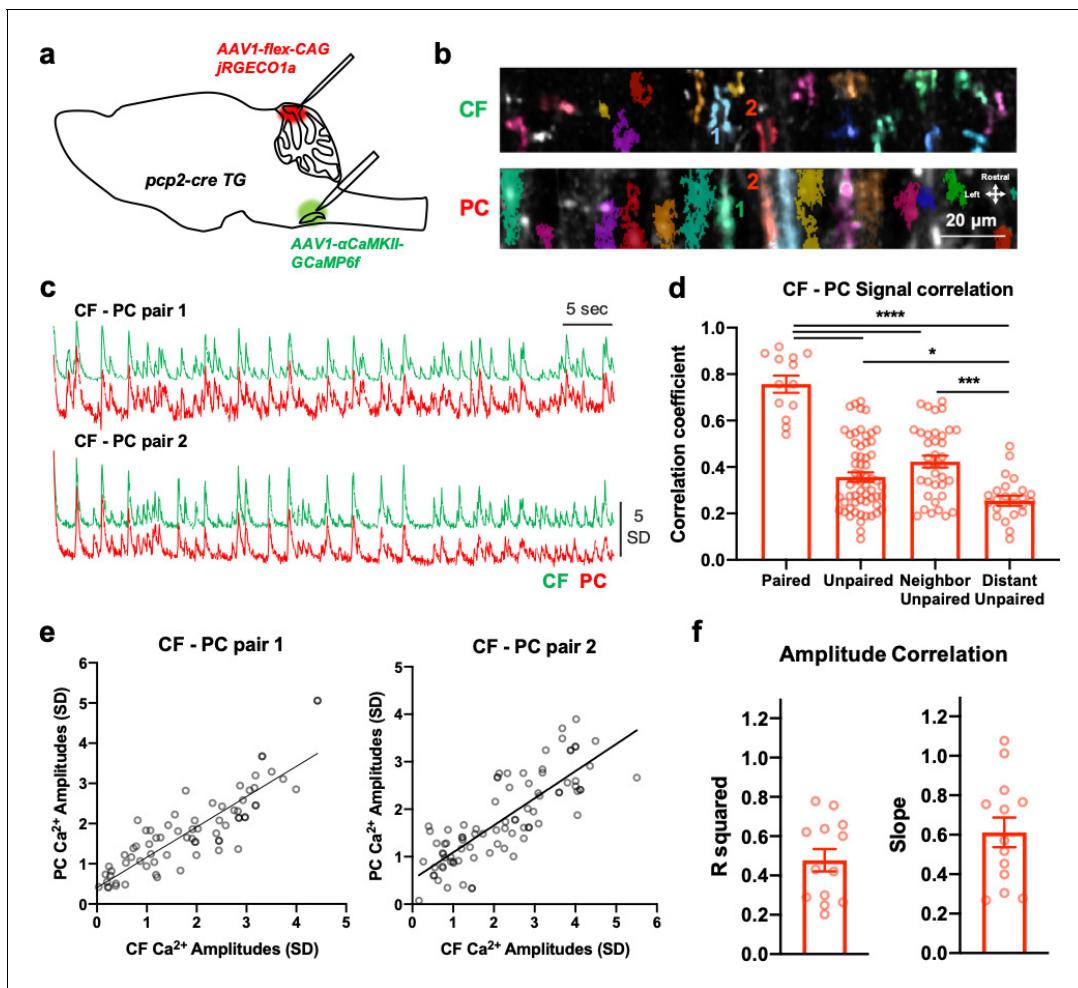 a
AAV1-flex-CAG
jRGECO1a
pcp2-cre TG
AAV1-αCaMKII-
GCaMP6f
b
CF
1
2
PC
2
1
Rostral
Left
20 µm
c
CF - PC pair 1
5 sec
CF - PC pair 2
5
SD
CF PC
d
CF - PC Signal correlation
****
*
***
Correlation coefficient
1.0
0.8
0.6
0.4
0.2
0.0
Paired
Unpaired
Neighbor
Unpaired
Distant
Unpaired
e
CF - PC pair 1
PC Ca²⁺ Amplitudes (SD)
6
5
4
3
2
1
0
0 1 2 3 4 5
CF Ca²⁺ Amplitudes (SD)
CF - PC pair 2
PC Ca²⁺ Amplitudes (SD)
5
4
3
2
1
0
0 1 2 3 4 5 6
CF Ca²⁺ Amplitudes (SD)
f
Amplitude Correlation
R squared
1.2
1.0
0.8
0.6
0.4
0.2
0.0
Slope
1.2
1.0
0.8
0.6
0.4
0.2
0.0